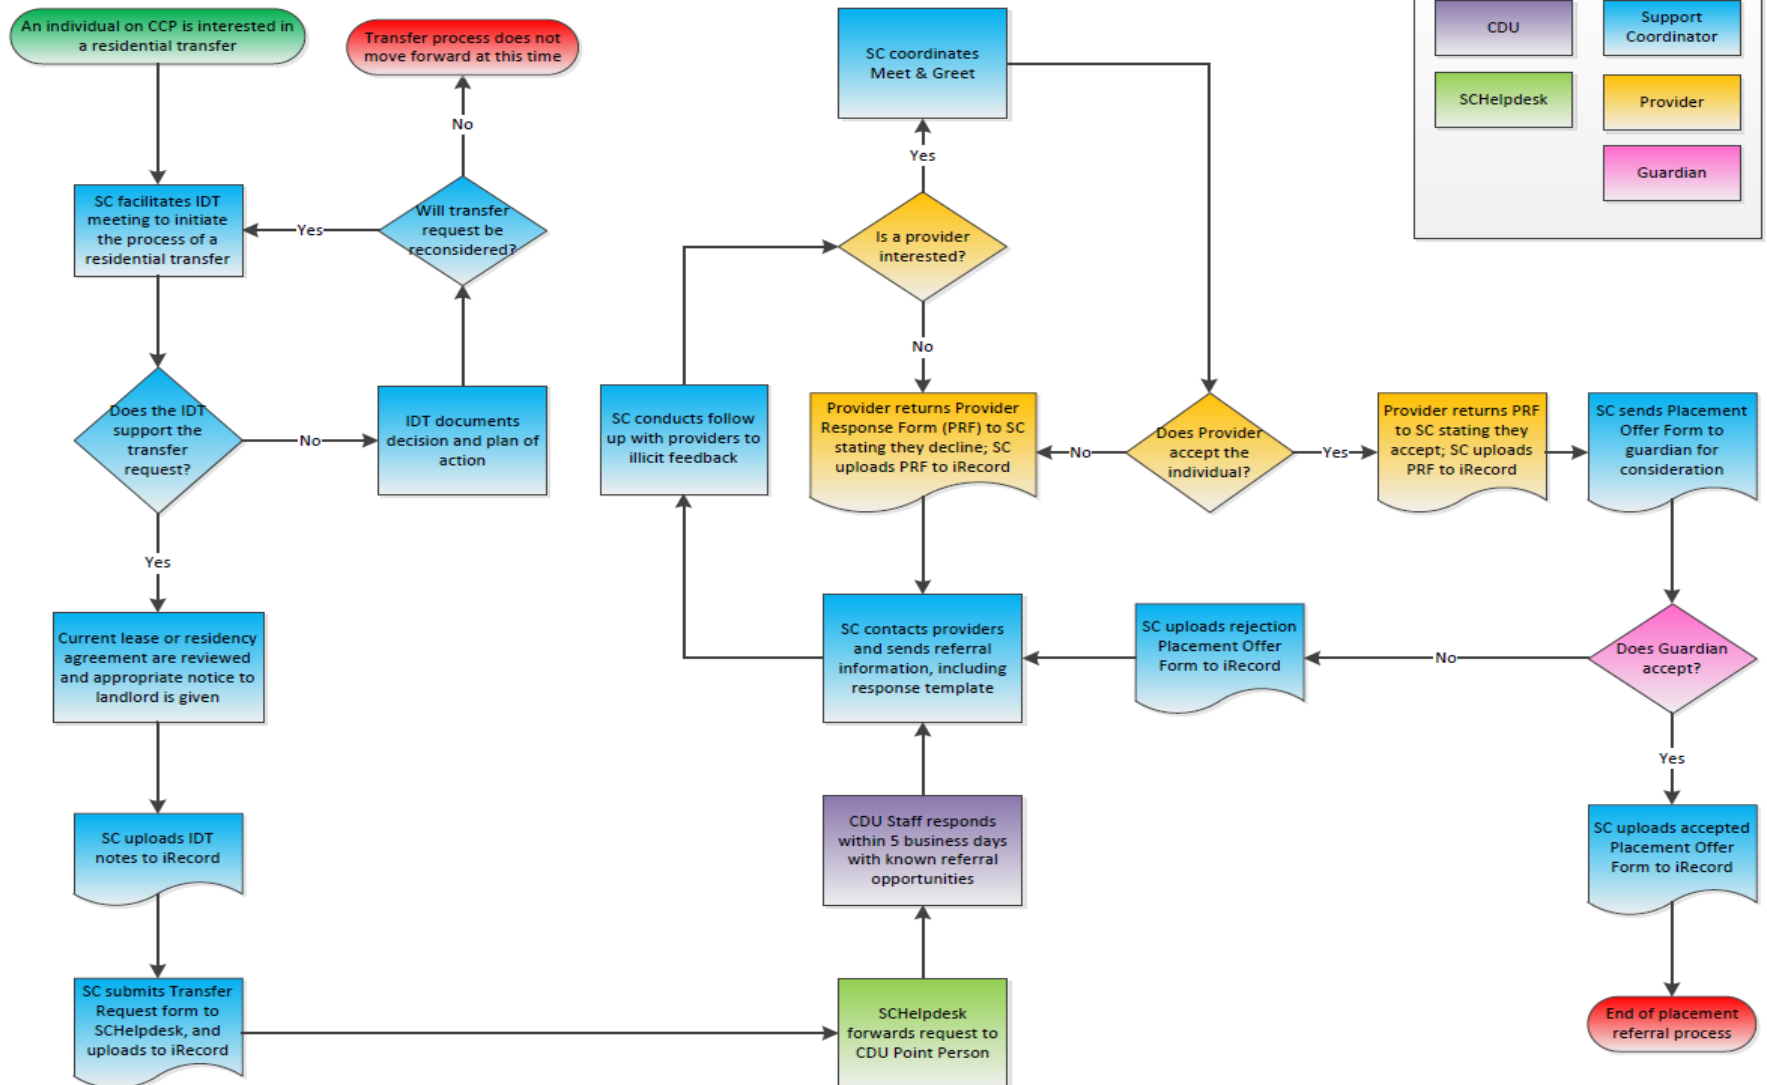 An individual on CCP is interested in
a residential transfer
Transfer process does not
move forward at this time
No
SC facilitates IDT
meeting to initiate
the process of a
residential transfer
Yes
Will transfer
request be
reconsidered?
Does the IDT
support the
transfer
request?
No
IDT documents
decision and plan of
action
Yes
Current lease or residency
agreement are reviewed
and appropriate notice to
landlord is given
SC uploads IDT
notes to iRecord
SC submits Transfer
Request form to
SCHelpdesk, and
uploads to iRecord
SCHelpdesk
forwards request to
CDU Point Person
CDU Staff responds
within 5 business days
with known referral
opportunities
SC contacts providers
and sends referral
information, including
response template
SC conducts follow
up with providers to
illicit feedback
Is a provider
interested?
Yes
SC coordinates
Meet & Greet
No
Provider returns Provider
Response Form (PRF) to SC
stating they decline; SC
uploads PRF to iRecord
No
Does Provider
accept the
individual?
Yes
Provider returns PRF
to SC stating they
accept; SC uploads
PRF to iRecord
SC sends Placement
Offer Form to
guardian for
consideration
Does Guardian
accept?
No
SC uploads rejection
Placement Offer
Form to iRecord
Yes
SC uploads accepted
Placement Offer
Form to iRecord
End of placement
referral process
CDU
Support
Coordinator
SCHelpdesk
Provider
Guardian